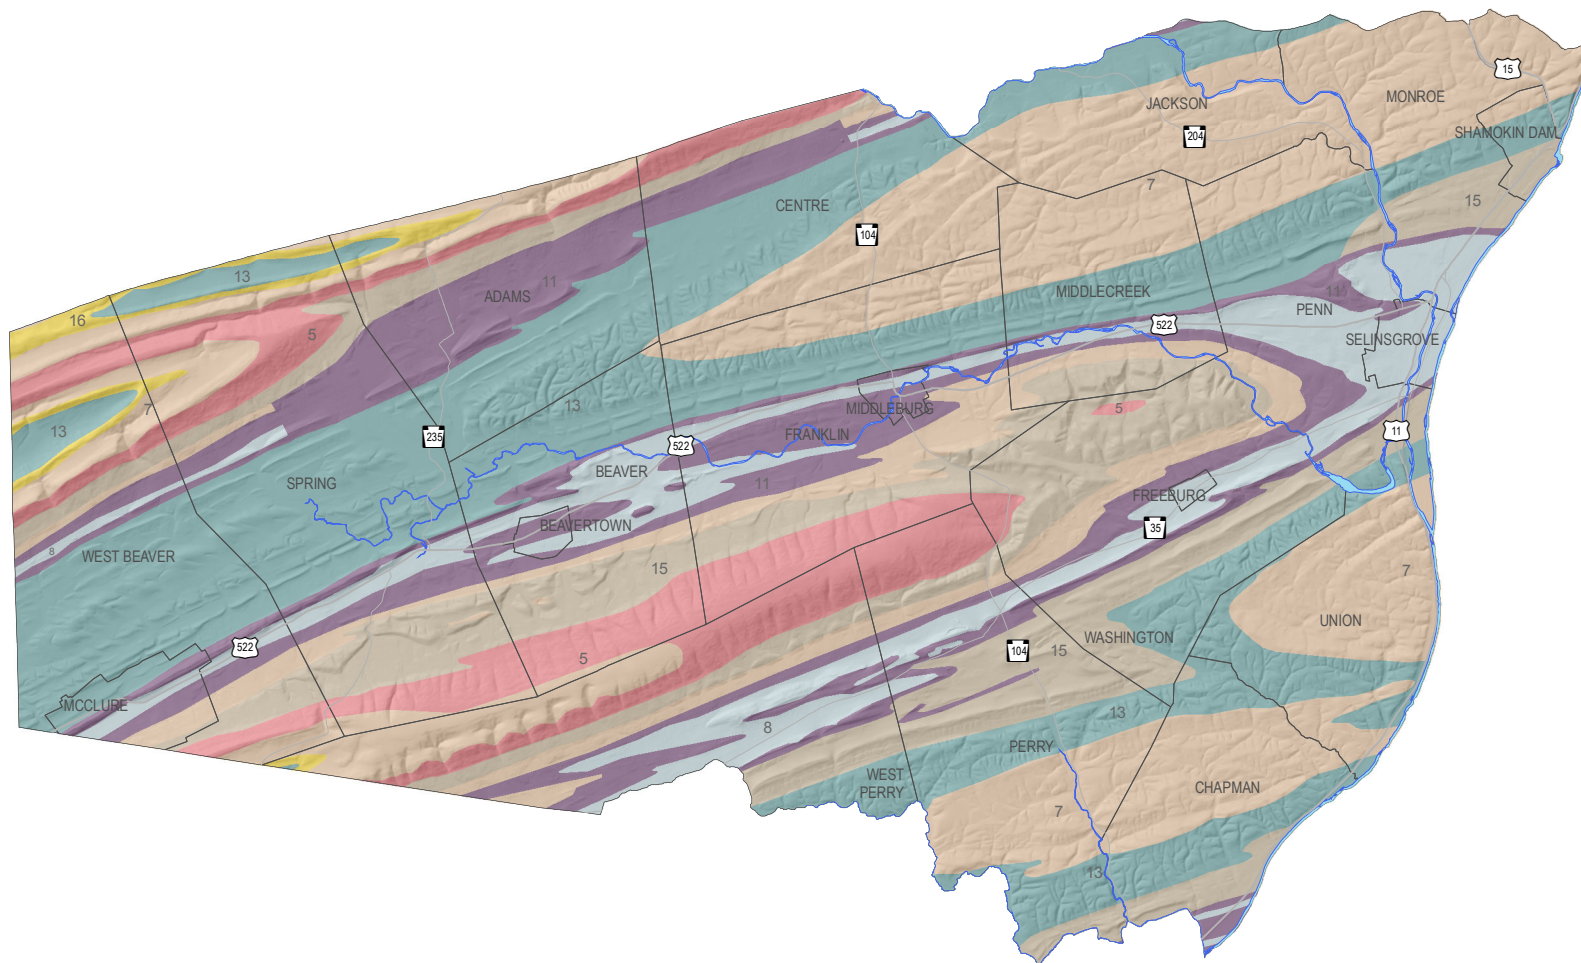 15
JACKSON
MONROE
204
SHAMOKIN DAM
7
15
CENTRE
104
13
ADAMS
11
MIDDLECREEK
11
PENN
16
5
522
SELINSGROVE
7
13
MIDDLEBURG
5
13
235
FRANKLIN
522
11
SPRING
BEAVER
11
FREEBURG
BEAVERTOWN
35
8
WEST BEAVER
15
7
UNION
522
5
104
15
WASHINGTON
MCCLURE
8
13
PERRY
WEST
PERRY
CHAPMAN
7
13